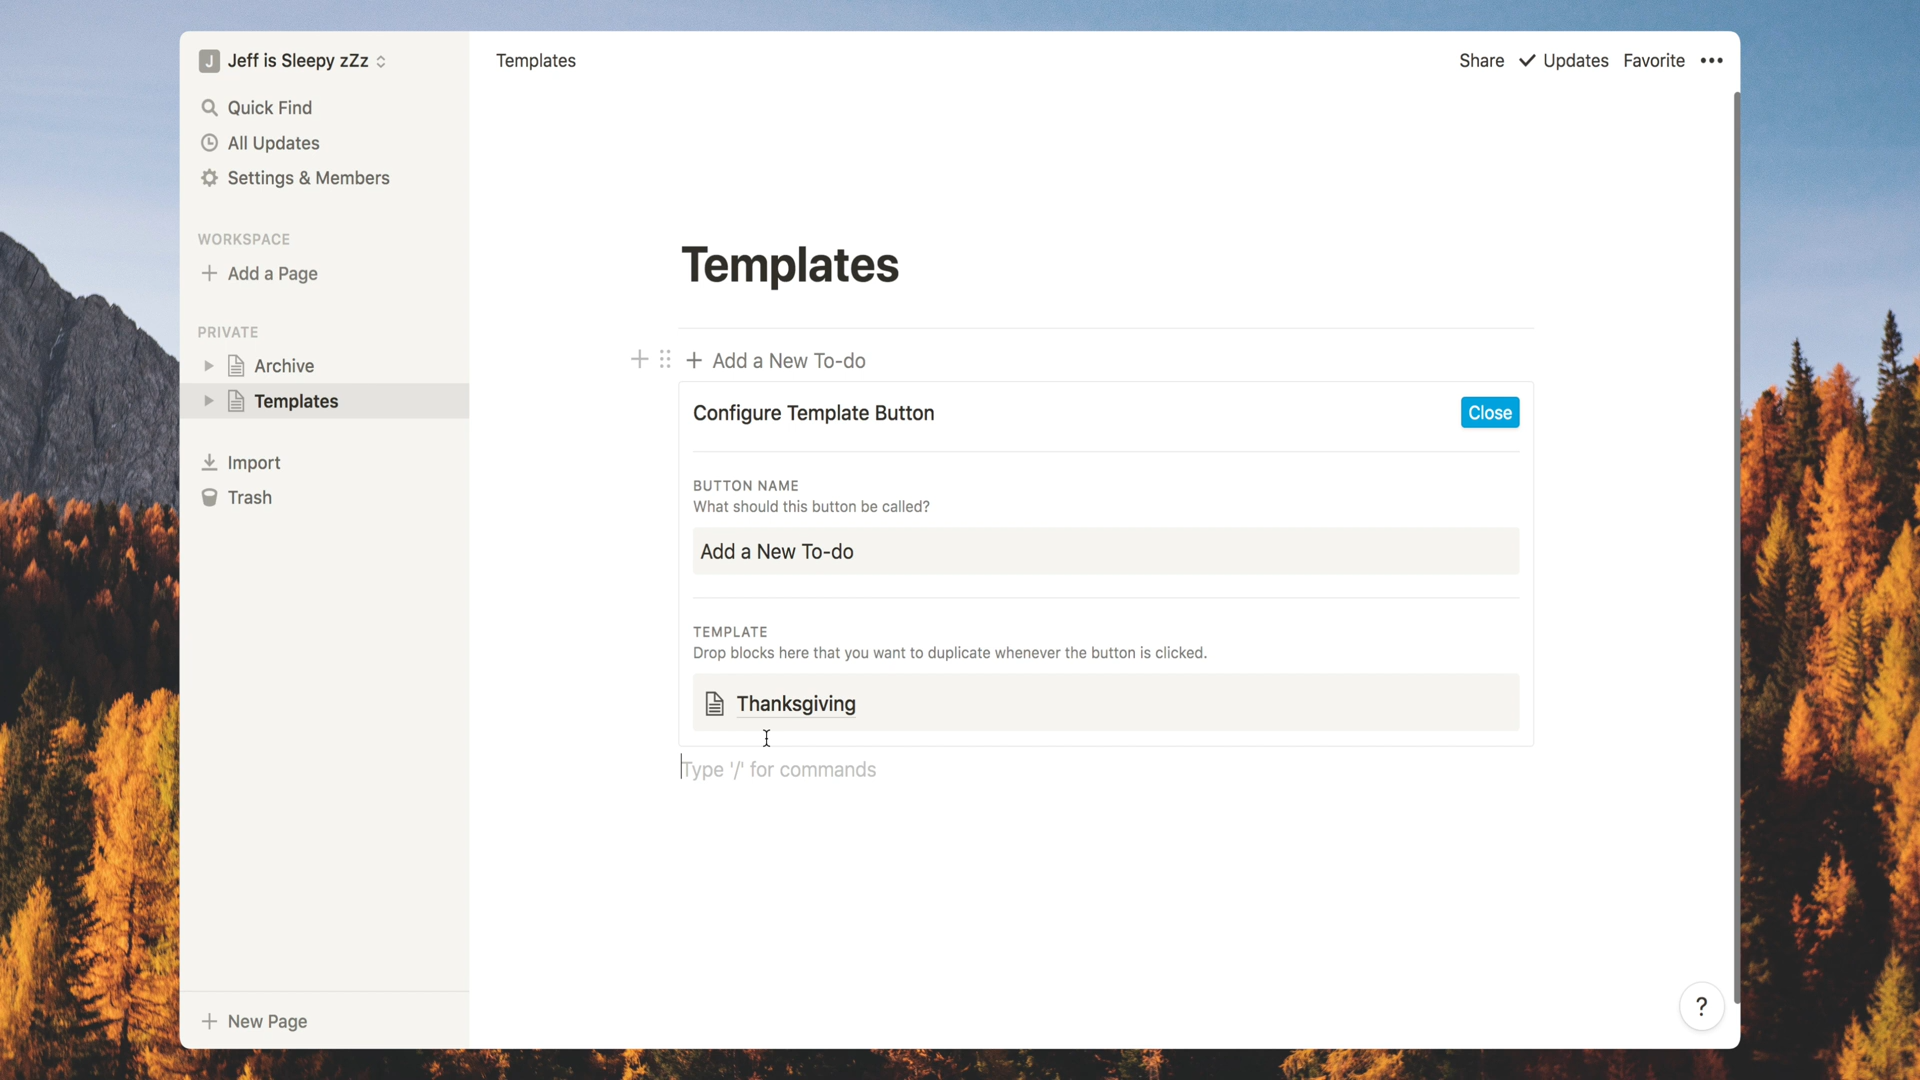 J Jeff is Sleepy zZz
Templates
Share Updates Favorite
Quick Find
All Updates
Settings & Members
WORKSPACE
Add a Page
PRIVATE
Archive
Templates
Import
Trash
New Page
Templates
Add a New To-do
Configure Template Button
Close
BUTTON NAME
What should this button be called?
Add a New To-do
TEMPLATE
Drop blocks here that you want to duplicate whenever the button is clicked.
Thanksgiving
Type '/' for commands
?